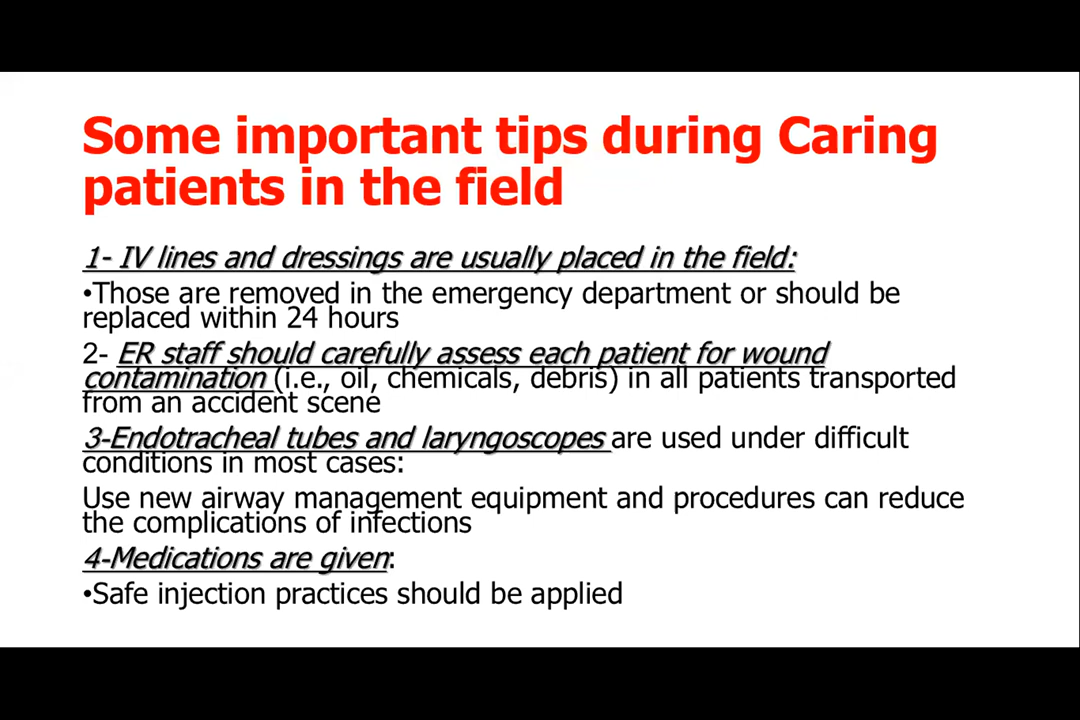 Some important tips during Caring
patients in the field
1- IV lines and dressings are usually placed in the field:
•Those are removed in the emergency department or should be
replaced within 24 hours
2- ER staff should carefully assess each patient for wound
contamination (i.e., oil, chemicals, debris) in all patients transported
from an accident scene
3-Endotracheal tubes and laryngoscopes are used under difficult
conditions in most cases:
Use new airway management equipment and procedures can reduce
the complications of infections
4-Medications are given:
•Safe injection practices should be applied